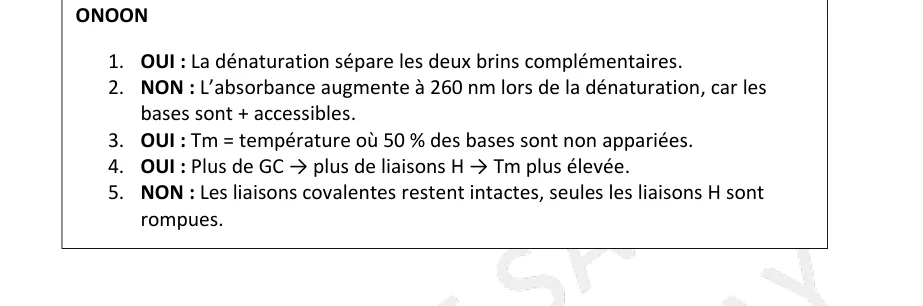 ONOON
1. OUI : La dénaturation sépare les deux brins complémentaires.
2. NON : L’absorbance augmente à 260 nm lors de la dénaturation, car les
bases sont + accessibles.
3. OUI : Tm = température où 50 % des bases sont non appariées.
4. OUI : Plus de GC → plus de liaisons H → Tm plus élevée.
5. NON : Les liaisons covalentes restent intactes, seules les liaisons H sont
rompues.